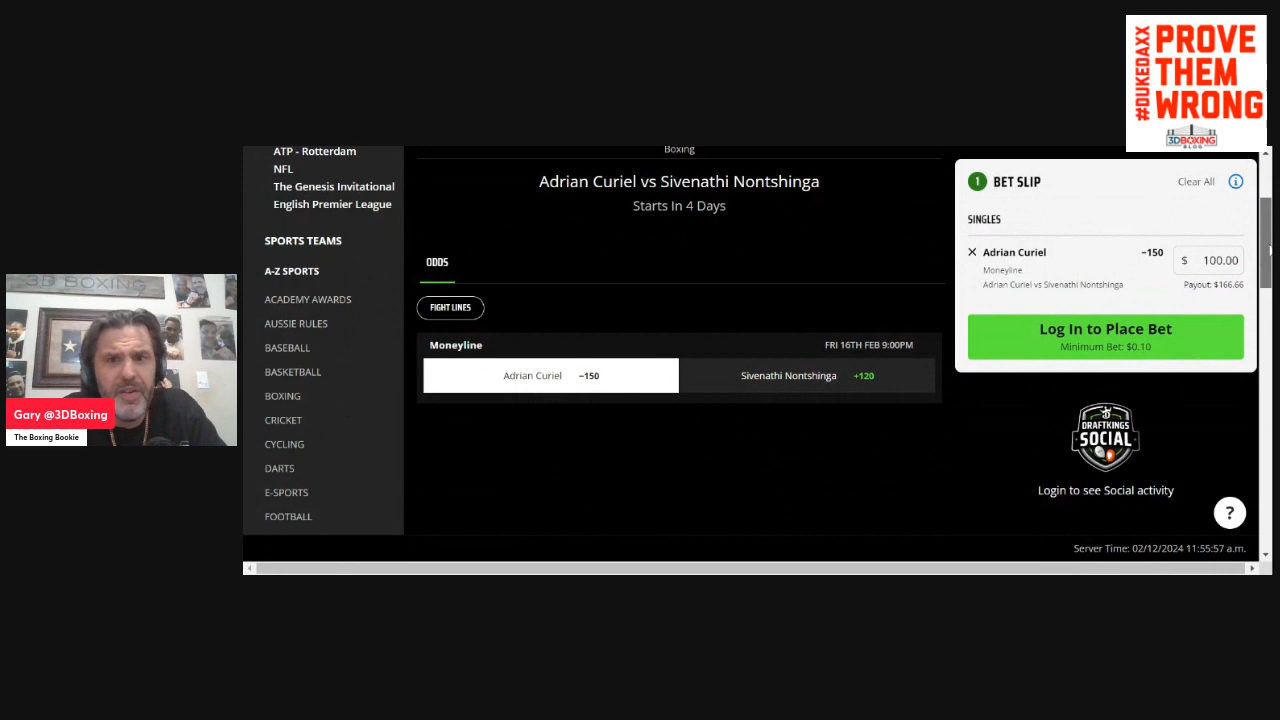 #DUKEDAXX
PROVE
THEM
WRONG
3DBOXING
BLOG
3D BOXING
Gary @3DBoxing
The Boxing Bookie
ATP - Rotterdam
NFL
The Genesis Invitational
English Premier League
SPORTS TEAMS
A-Z SPORTS
ACADEMY AWARDS
AUSSIE RULES
BASEBALL
BASKETBALL
BOXING
CRICKET
CYCLING
DARTS
E-SPORTS
FOOTBALL
Boxing
Adrian Curiel vs Sivenathi Nontshinga
Starts In 4 Days
ODDS
FIGHT LINES
Moneyline FRI 16TH FEB 9:00PM
Adrian Curiel −150 Sivenathi Nontshinga +120
1 BET SLIP Clear All i
SINGLES
Adrian Curiel −150 $ 100.00
Moneyline
Adrian Curiel vs Sivenathi Nontshinga Payout: $166.66
Log In to Place Bet
Minimum Bet: $0.10
DRAFTKINGS
SOCIAL
Login to see Social activity
?
Server Time: 02/12/2024 11:55:57 a.m.